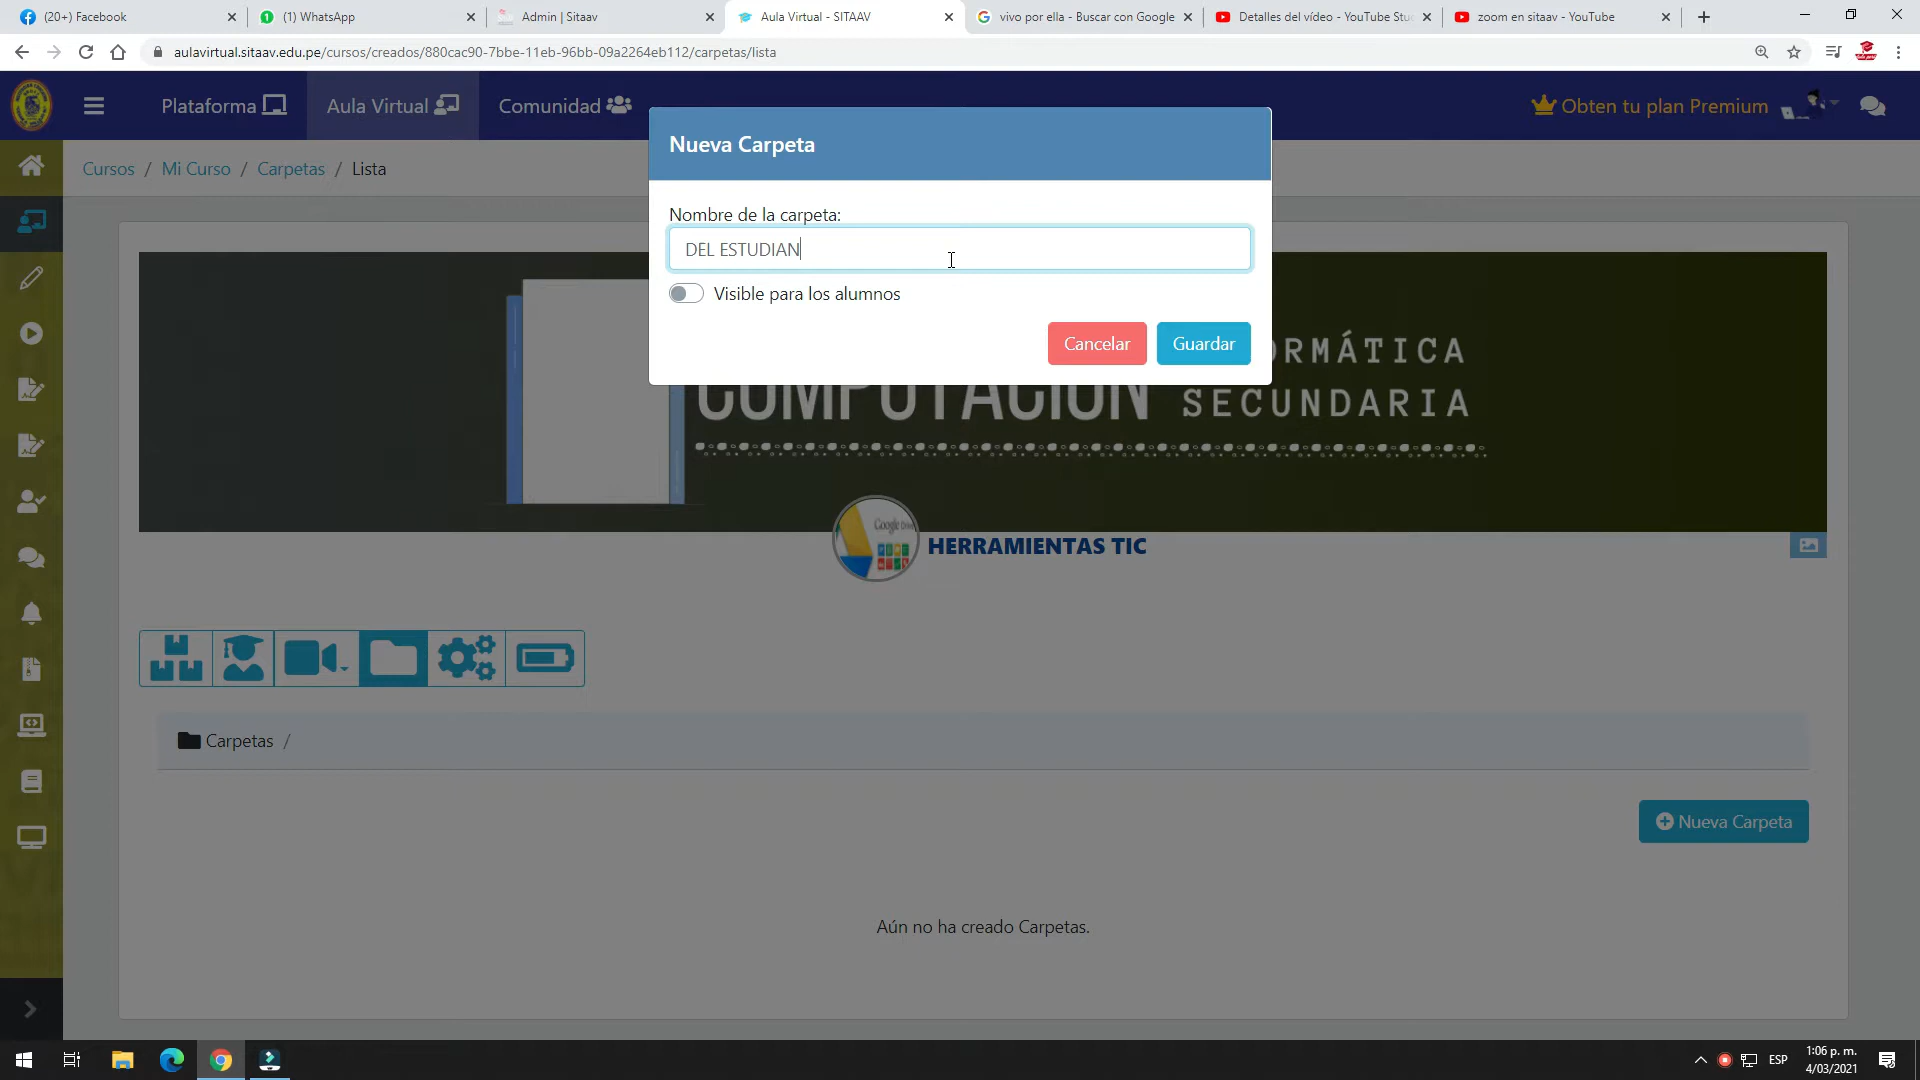 (20+) Facebook
(1) WhatsApp
Admin | Sitaav
Aula Virtual - SITAAV
vivo por ella - Buscar con Google
Detalles del vídeo - YouTube Stu
zoom en sitaav - YouTube
aulavirtual.sitaav.edu.pe/cursos/creados/880cac90-7bbe-11eb-96bb-09a2264eb112/carpetas/lista
Plataforma
Aula Virtual
Comunidad
Obten tu plan Premium
Cursos / Mi Curso / Carpetas / Lista
Nueva Carpeta
Nombre de la carpeta:
DEL ESTUDIAN
Visible para los alumnos
Cancelar
Guardar
ORMÁTICA
COMPUTACIÓN
SECUNDARIA
HERRAMIENTAS TIC
Carpetas /
Nueva Carpeta
Aún no ha creado Carpetas.
ESP
1:06 p. m.
4/03/2021